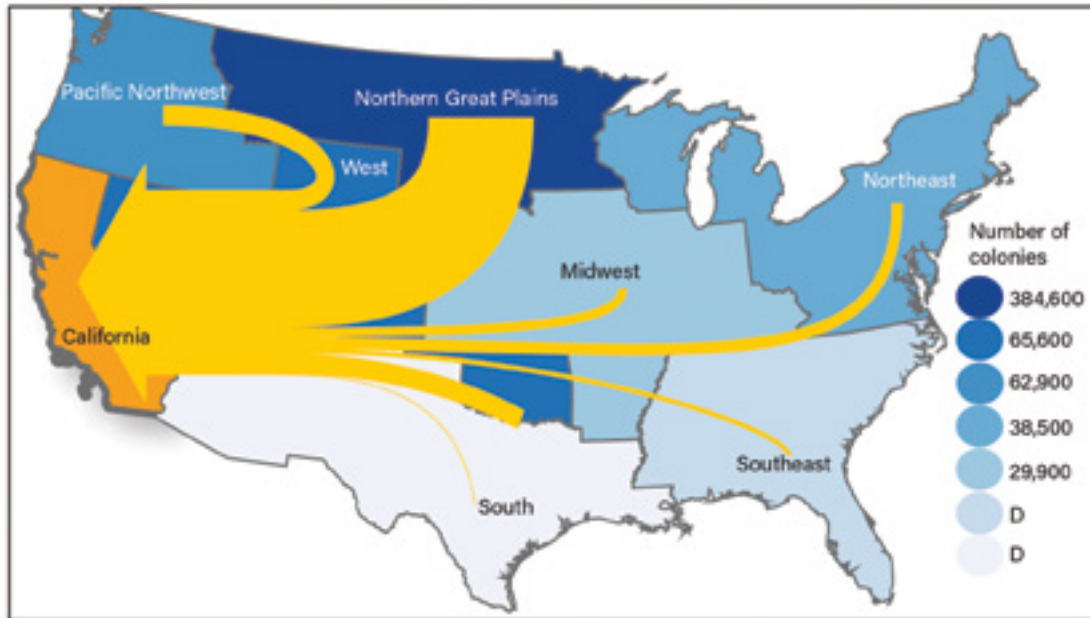 Pacific Northwest
Northern Great Plains
West
Northeast
Midwest
California
Southeast
South
Number of
colonies
384,600
65,600
62,900
38,500
29,900
D
D